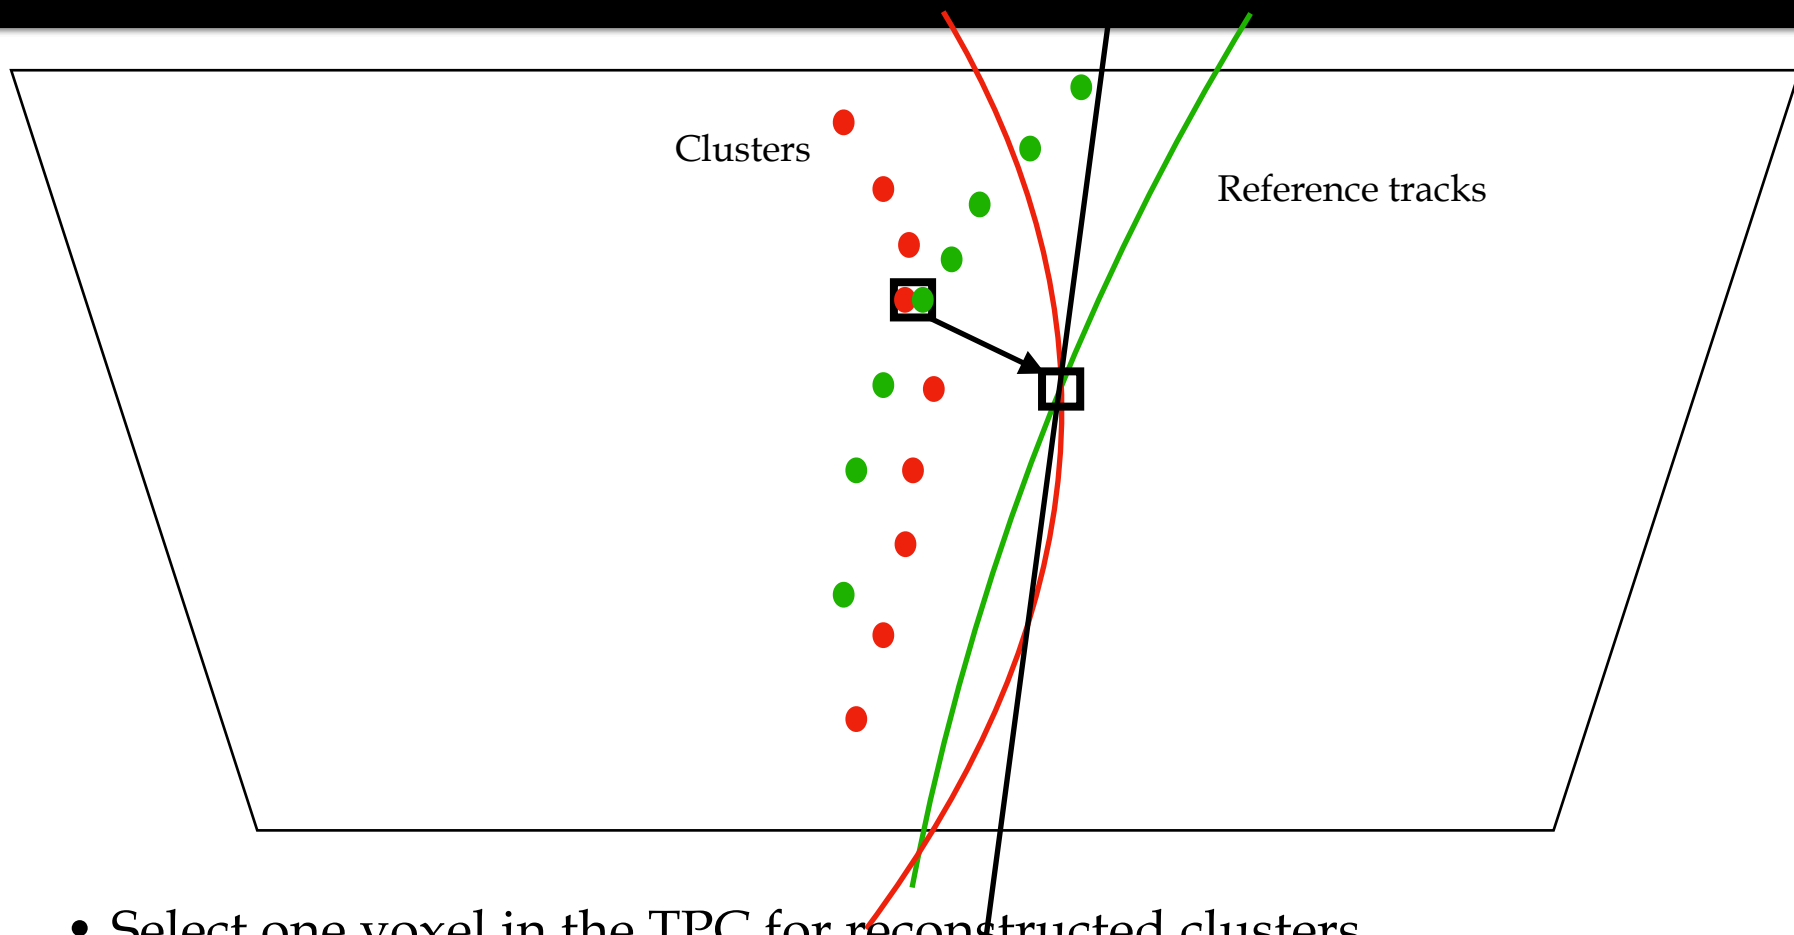 Clusters
Reference tracks
• Select one voxel in the TPC for reconstructed clusters